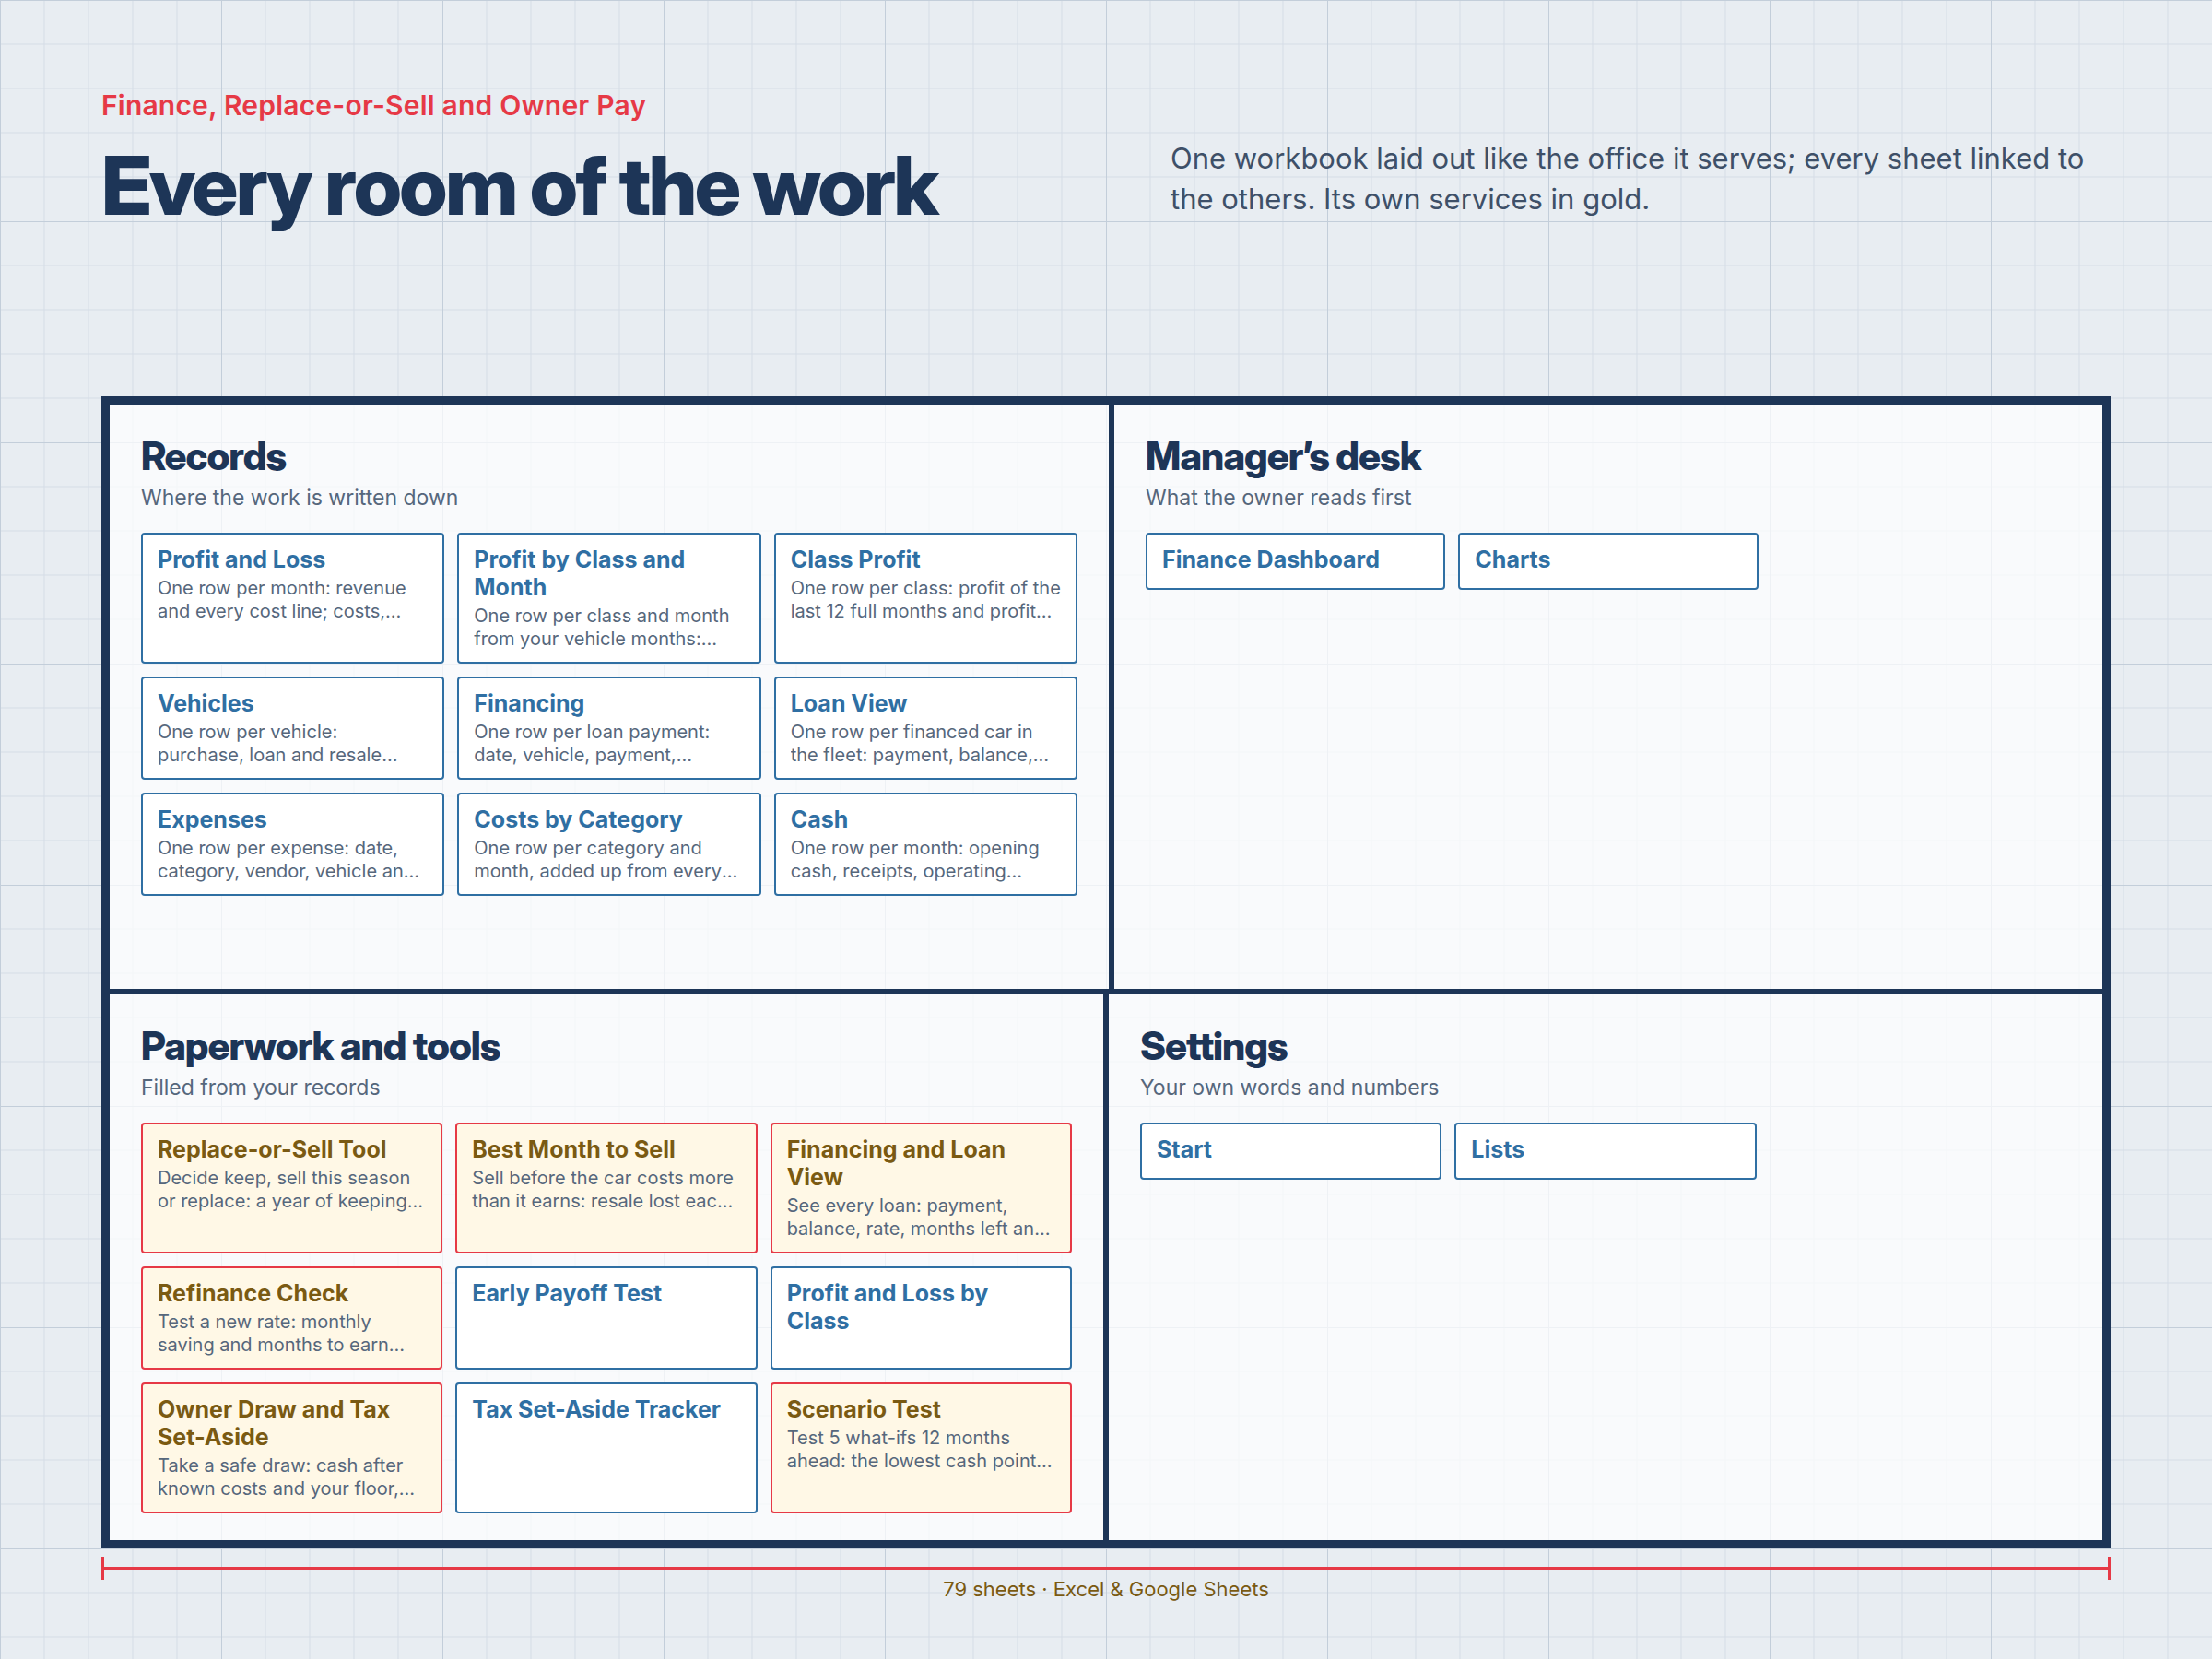 Finance, Replace-or-Sell and Owner Pay
Every room of the work
One workbook laid out like the office it serves; every sheet linked to
the others. Its own services in gold.
Records
Where the work is written down
Profit and Loss
One row per month: revenue
and every cost line; costs,...
Profit by Class and
Month
One row per class and month
from your vehicle months:...
Class Profit
One row per class: profit of the
last 12 full months and profit...
Vehicles
One row per vehicle:
purchase, loan and resale...
Financing
One row per loan payment:
date, vehicle, payment,...
Loan View
One row per financed car in
the fleet: payment, balance,...
Expenses
One row per expense: date,
category, vendor, vehicle an...
Costs by Category
One row per category and
month, added up from every...
Cash
One row per month: opening
cash, receipts, operating...
Manager’s desk
What the owner reads first
Finance Dashboard
Charts
Paperwork and tools
Filled from your records
Replace-or-Sell Tool
Decide keep, sell this season
or replace: a year of keeping...
Best Month to Sell
Sell before the car costs more
than it earns: resale lost eac...
Financing and Loan
View
See every loan: payment,
balance, rate, months left an...
Refinance Check
Test a new rate: monthly
saving and months to earn...
Early Payoff Test
Profit and Loss by
Class
Owner Draw and Tax
Set-Aside
Take a safe draw: cash after
known costs and your floor,...
Tax Set-Aside Tracker
Scenario Test
Test 5 what-ifs 12 months
ahead: the lowest cash point...
Settings
Your own words and numbers
Start
Lists
79 sheets · Excel & Google Sheets